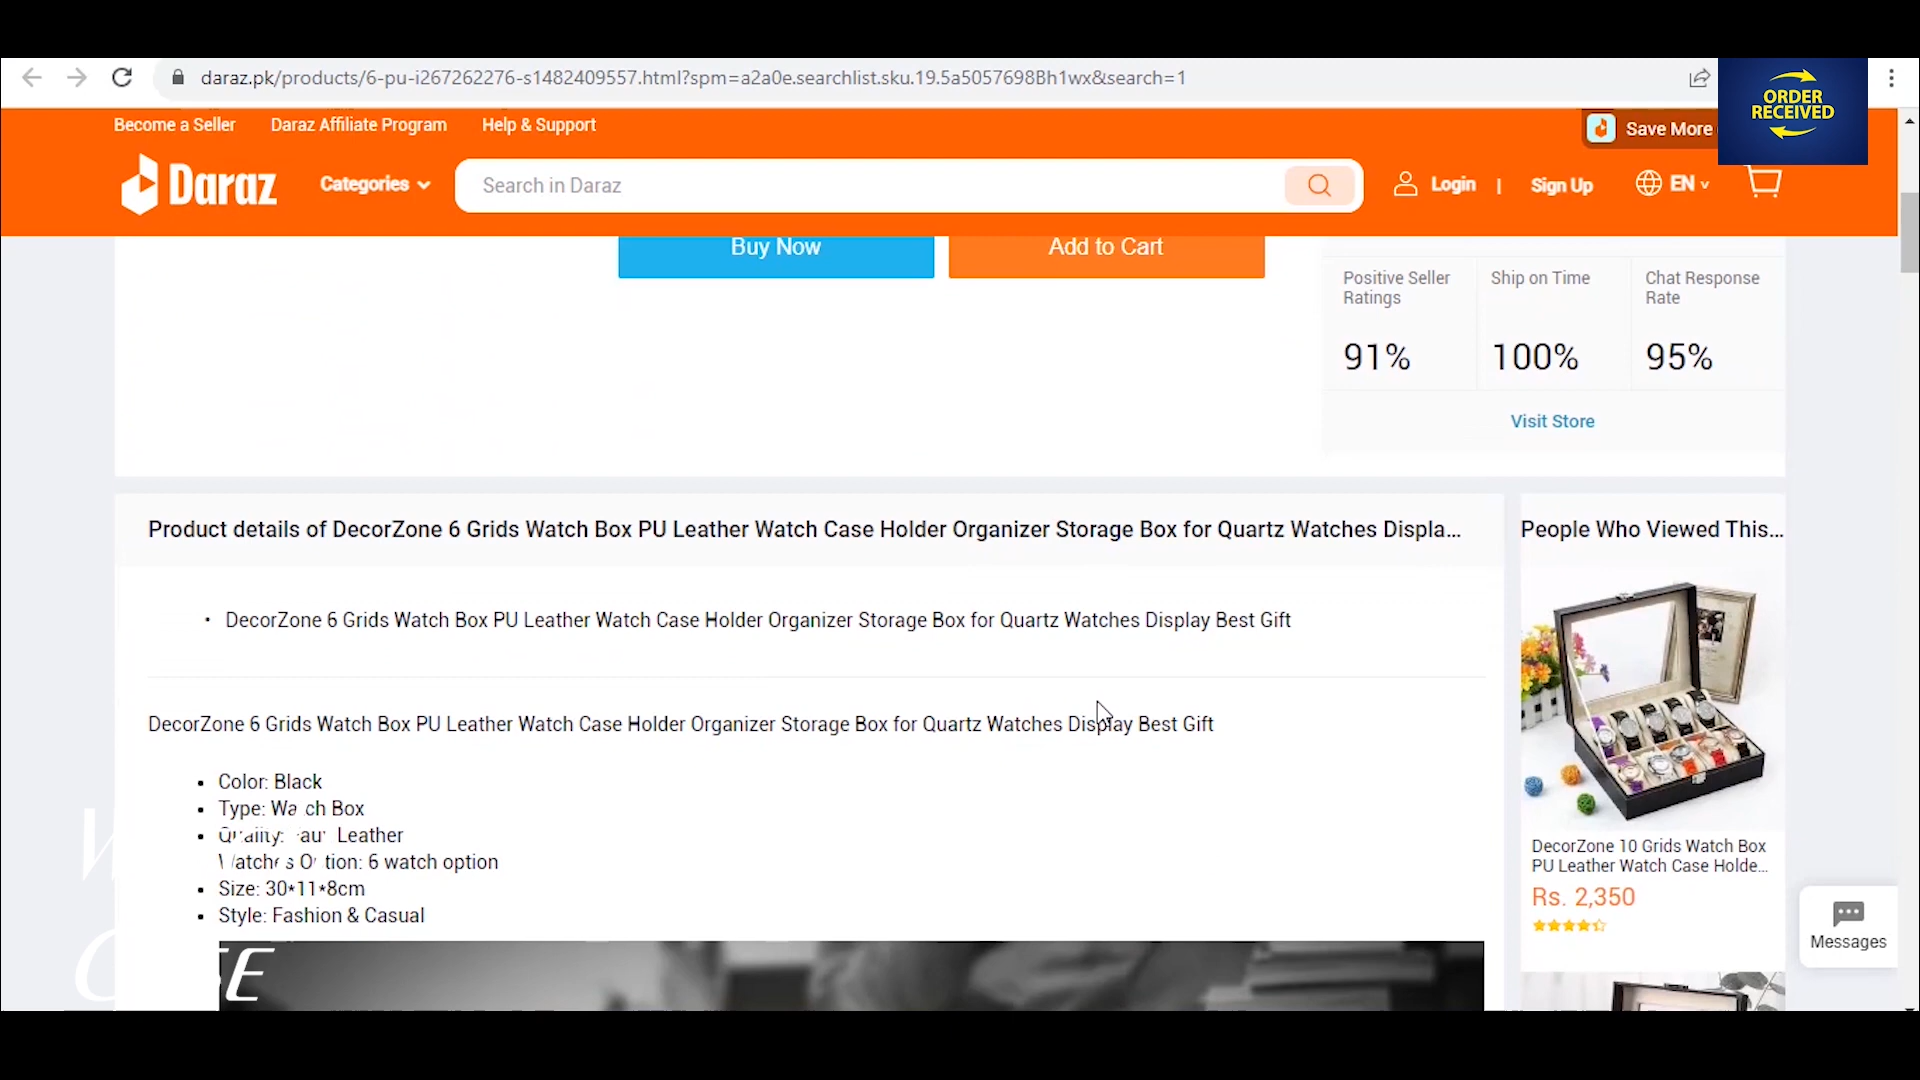 daraz.pk/products/6-pu-i267262276-s1482409557.html?spm=a2a0e.searchlist.sku.19.5a5057698Bh1wx&search=1
ORDER
RECEIVED
Become a Seller
Daraz Affiliate Program
Help & Support
Save More
Daraz
Categories
Search in Daraz
Login
|
Sign Up
EN
Buy Now
Add to Cart
Positive Seller
Ratings
91%
Ship on Time
100%
Chat Response
Rate
95%
Visit Store
Product details of DecorZone 6 Grids Watch Box PU Leather Watch Case Holder Organizer Storage Box for Quartz Watches Displa...
• DecorZone 6 Grids Watch Box PU Leather Watch Case Holder Organizer Storage Box for Quartz Watches Display Best Gift
DecorZone 6 Grids Watch Box PU Leather Watch Case Holder Organizer Storage Box for Quartz Watches Display Best Gift
• Color: Black
• Type: Watch Box
• Quality: Leather
Option: 6 watch option
• Size: 30*11*8cm
• Style: Fashion & Casual
People Who Viewed This...
DecorZone 10 Grids Watch Box
PU Leather Watch Case Holde...
Rs. 2,350
Messages